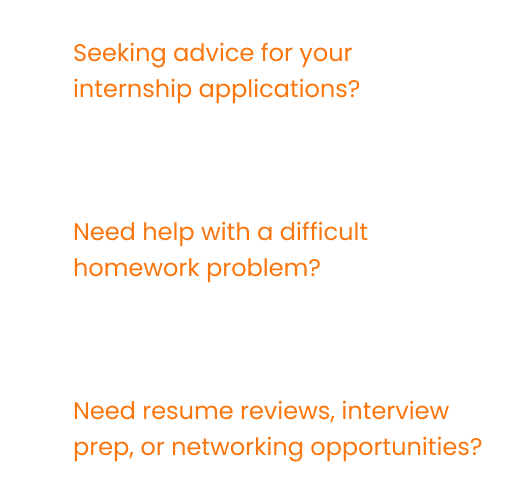 Seeking advice for your
internship applications?
Need help with a difficult
homework problem?
Need resume reviews, interview
prep, or networking opportunities?